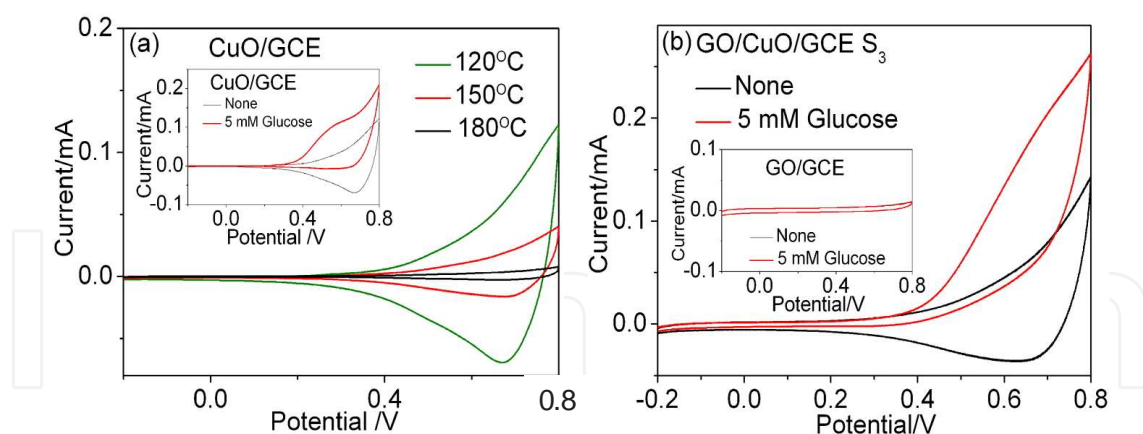 (a)
CuO/GCE
120°C
150°C
180°C
CuO/GCE
None
5 mM Glucose
0.2
0.1
0.0
-0.1
0.0
0.4
0.8
Current/mA
Potential /V
0.2
0.1
0.0
0.0
0.4
0.8
Current/mA
Potential /V
(b) GO/CuO/GCE S3
None
5 mM Glucose
GO/GCE
None
5 mM Glucose
0.1
0.0
-0.1
0.0
0.4
0.8
Current/mA
Potential/V
0.2
0.1
0.0
-0.2
0.0
0.2
0.4
0.6
0.8
Current/mA
Potential /V